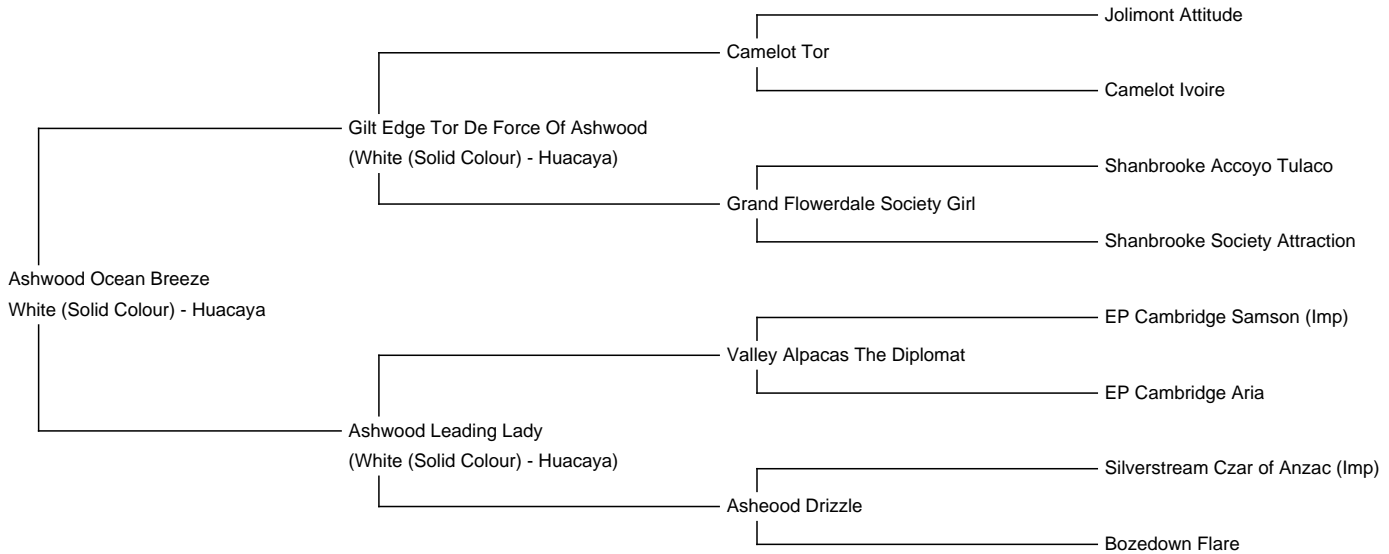 Jolimont Attitude
Camelot Tor
Camelot Ivoire
Gilt Edge Tor De Force Of Ashwood
(White (Solid Colour) - Huacaya)
Shanbrooke Accoyo Tulaco
Grand Flowerdale Society Girl
Shanbrooke Society Attraction
Ashwood Ocean Breeze
White (Solid Colour) - Huacaya
EP Cambridge Samson (Imp)
Valley Alpacas The Diplomat
EP Cambridge Aria
Ashwood Leading Lady
(White (Solid Colour) - Huacaya)
Silverstream Czar of Anzac (Imp)
Asheood Drizzle
Bozedown Flare